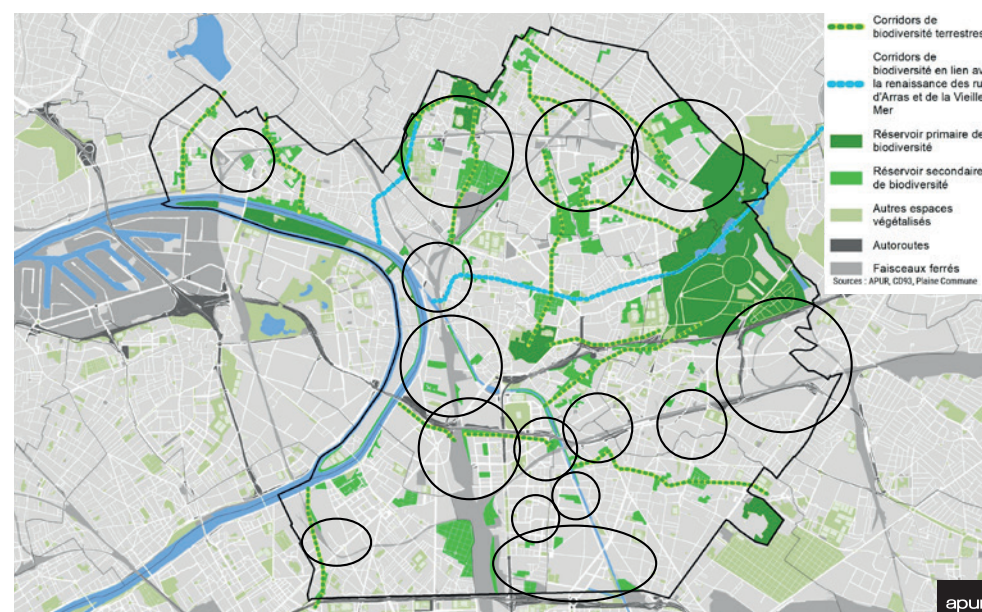 Corridors de
biodiversité terrestres
Corridors de
biodiversité en lien av
la renaissance des ru
d'Arras et de la Vieille
Mer
Réservoir primaire de
biodiversité
Réservoir secondaire
de biodiversité
Autres espaces
végétalisés
Autoroutes
Faisceaux ferrés
Sources : APUR, CD93, Plaine Commune
apur